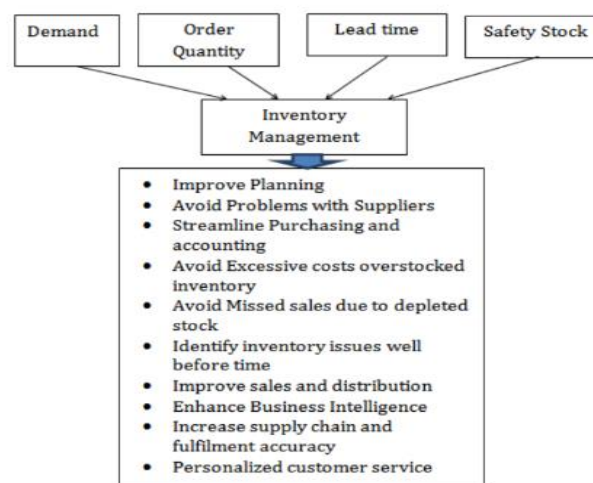 Demand
Order
Quantity
Lead time
Safety Stock
Inventory
Management
• Improve Planning
• Avoid Problems with Suppliers
• Streamline Purchasing and
accounting
• Avoid Excessive costs overstocked
inventory
• Avoid Missed sales due to depleted
stock
• Identify inventory issues well
before time
• Improve sales and distribution
• Enhance Business Intelligence
• Increase supply chain and
fulfilment accuracy
• Personalized customer service